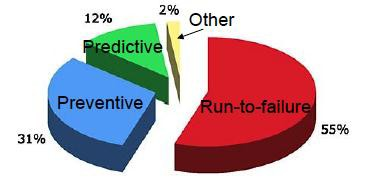 2%
Other
12%
Predictive
Preventive
Run-to-failure
31%
55%